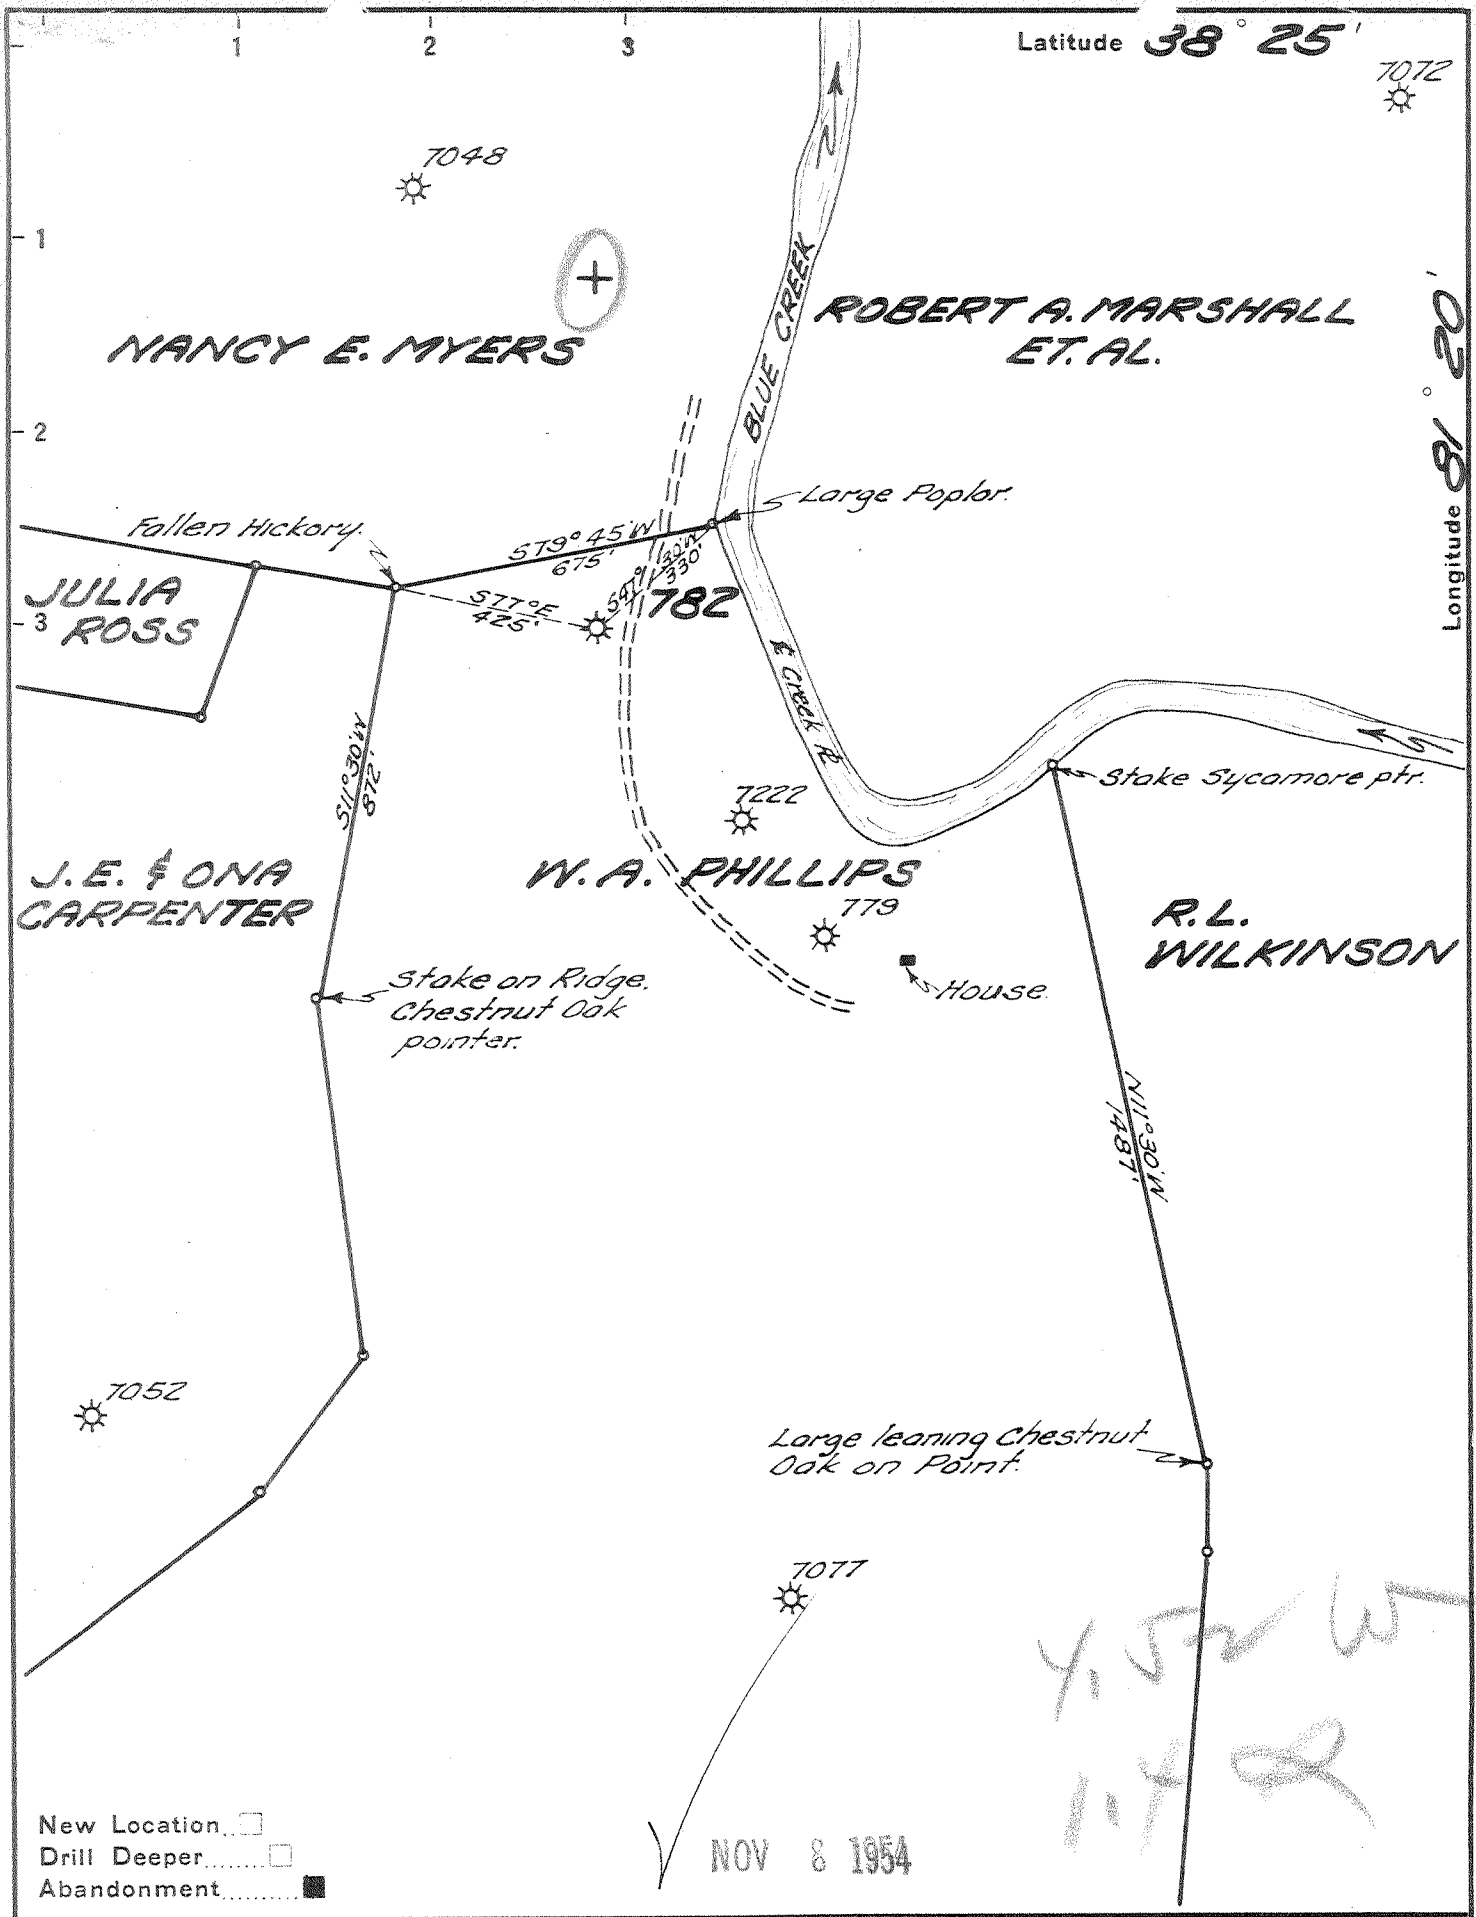 1
2
3
Latitude 38° 25'
7072
7048
1
NANCY E. MYERS
BLUE CREEK
ROBERT A. MARSHALL
ET. AL.
Longitude 81° 20'
2
Large Poplar.
Fallen Hickory.
S79° 45'W
675'
S47° 30'W
330'
782
JULIA
ROSS
3
S77°E
425'
℄ Creek ℞
S11°30'W
872'
Stake Sycamore ptr.
7222
J.E. & ONA
CARPENTER
W.A. PHILLIPS
779
R.L.
WILKINSON
House.
Stake on Ridge.
Chestnut Oak
pointer.
N11°30'W
1487'
7052
Large leaning Chestnut
Oak on Point.
7077
New Location
Drill Deeper
Abandonment
NOV 8 1954